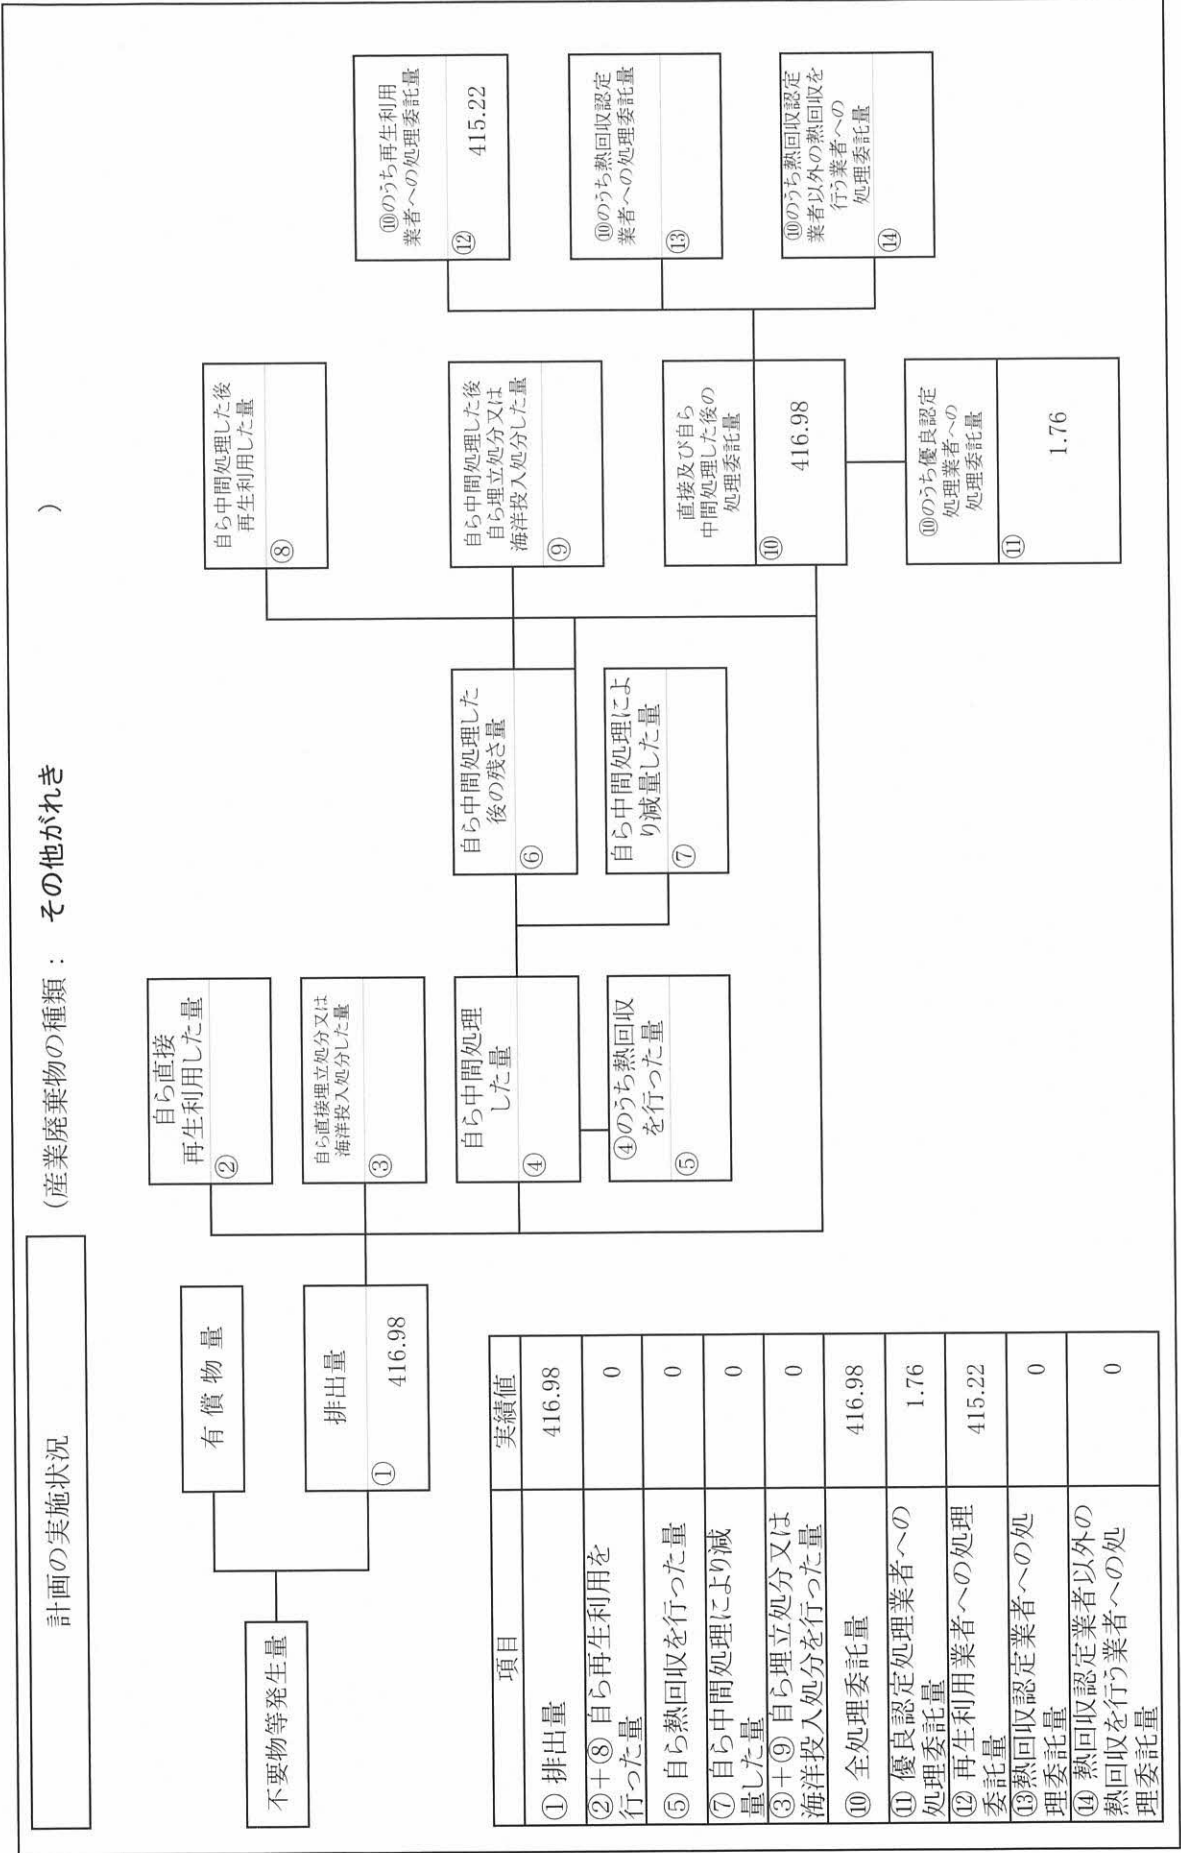 計画の実施状況
(産業廃棄物の種類： その他がれき )
不要物等発生量
有償物量
排出量
①
416.98
自ら直接
再生利用した量
②
自ら直接埋立処分又は
海洋投入処分した量
③
自ら中間処理
した量
④
④のうち熱回収
を行った量
⑤
自ら中間処理した
後の残さ量
⑥
自ら中間処理によ
り減量した量
⑦
自ら中間処理した後
再生利用した量
⑧
自ら中間処理した後
自ら埋立処分又は
海洋投入処分した量
⑨
直接及び自ら
中間処理した後の
処理委託量
⑩
416.98
⑩のうち優良認定
処理業者への
処理委託量
⑪
1.76
⑩のうち再生利用
業者への処理委託量
⑫
415.22
⑩のうち熱回収認定
業者への処理委託量
⑬
⑩のうち熱回収認定
業者以外の熱回収を
行う業者への
処理委託量
⑭
項目 実績値
① 排出量 416.98
②＋⑧ 自ら再生利用を
行った量 0
⑤ 自ら熱回収を行った量 0
⑦ 自ら中間処理により減
量した量 0
③＋⑨ 自ら埋立処分又は
海洋投入処分を行った量 0
⑩ 全処理委託量 416.98
⑪ 優良認定処理業者への
処理委託量 1.76
⑫ 再生利用業者への処理
委託量 415.22
⑬熱回収認定業者への処
理委託量 0
⑭ 熱回収認定業者以外の
熱回収を行う業者への処
理委託量 0